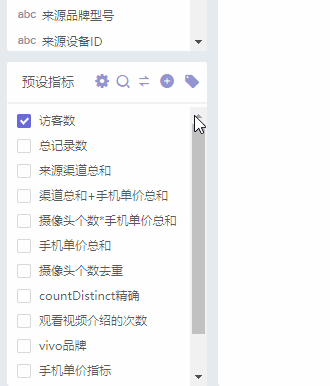 abc 来源品牌型号
abc 来源设备ID
预设指标
访客数
总记录数
来源渠道总和
渠道总和+手机单价总和
摄像头个数*手机单价总和
手机单价总和
摄像头个数去重
countDistinct精确
观看视频介绍的次数
vivo品牌
手机单价指标